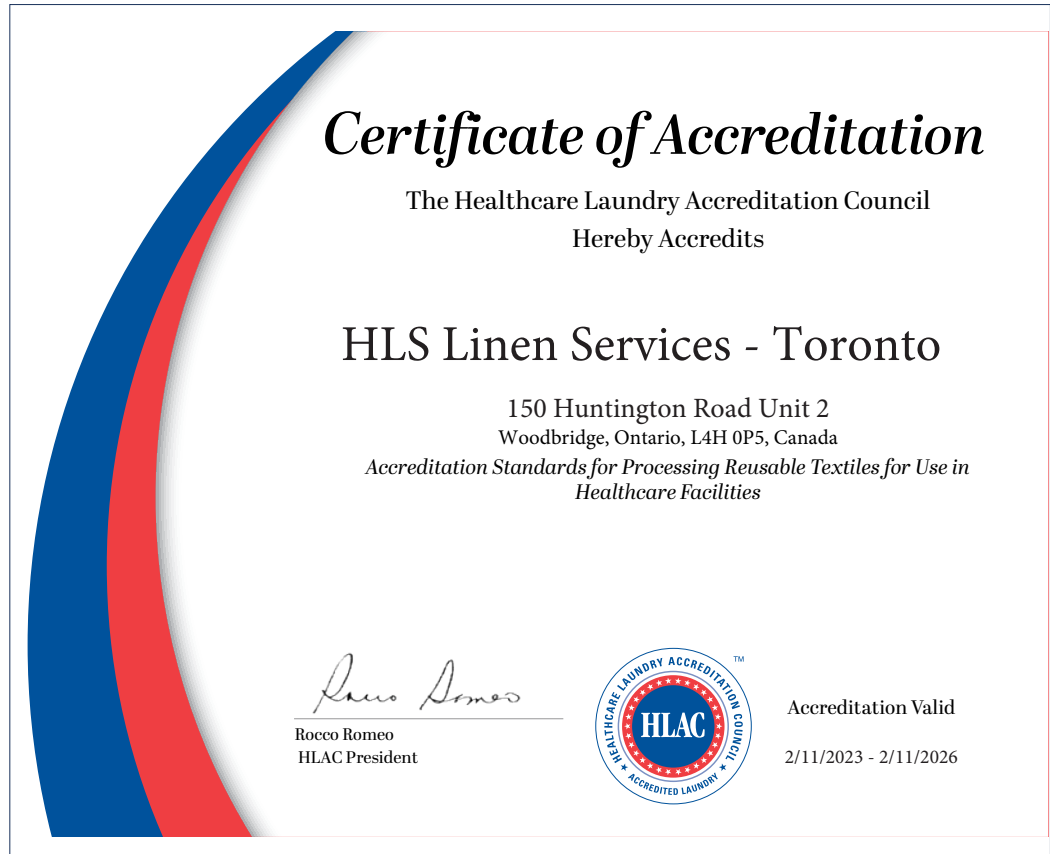 Certificate of Accreditation
The Healthcare Laundry Accreditation Council
Hereby Accredits
HLS Linen Services - Toronto
150 Huntington Road Unit 2
Woodbridge, Ontario, L4H 0P5, Canada
Accreditation Standards for Processing Reusable Textiles for Use in
Healthcare Facilities
Rocco Romeo
Rocco Romeo
HLAC President
HEALTHCARE LAUNDRY ACCREDITATION COUNCIL
TM
HLAC
ACCREDITED LAUNDRY
Accreditation Valid
2/11/2023 - 2/11/2026